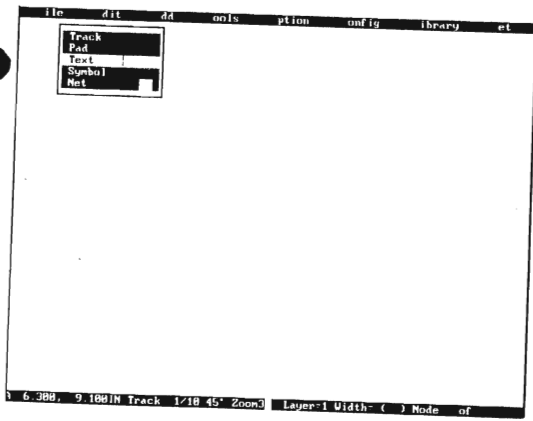 ile dit dd ools ption onfig ibrary et
Track
Pad
Text
Symbol
Net
6.300, 9.100IN Track 1/10 45° Zoom3 Layer=1 Width= ( ) Node of